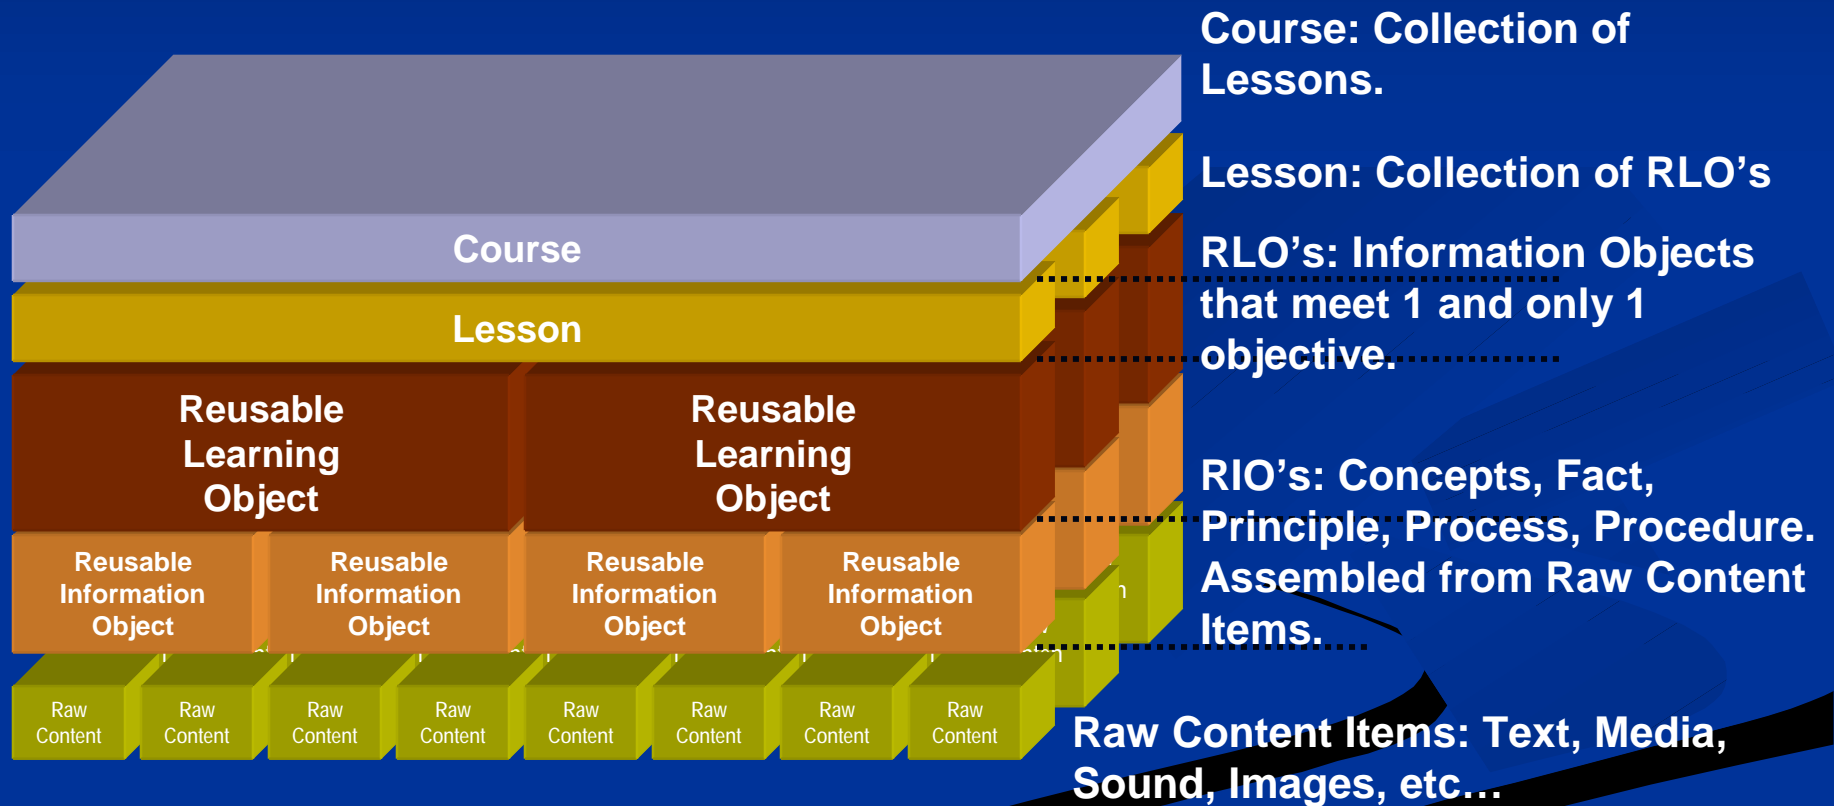 Course: Collection of
Lessons.
Lesson: Collection of RLO’s
RLO’s: Information Objects
that meet 1 and only 1
objective.
RIO’s: Concepts, Fact,
Principle, Process, Procedure.
Assembled from Raw Content
Items.
Raw Content Items: Text, Media,
Sound, Images, etc…
Course
Lesson
Reusable
Learning
Object
Reusable
Learning
Object
Reusable
Information
Object
Reusable
Information
Object
Reusable
Information
Object
Reusable
Information
Object
Raw
Content
Raw
Content
Raw
Content
Raw
Content
Raw
Content
Raw
Content
Raw
Content
Raw
Content